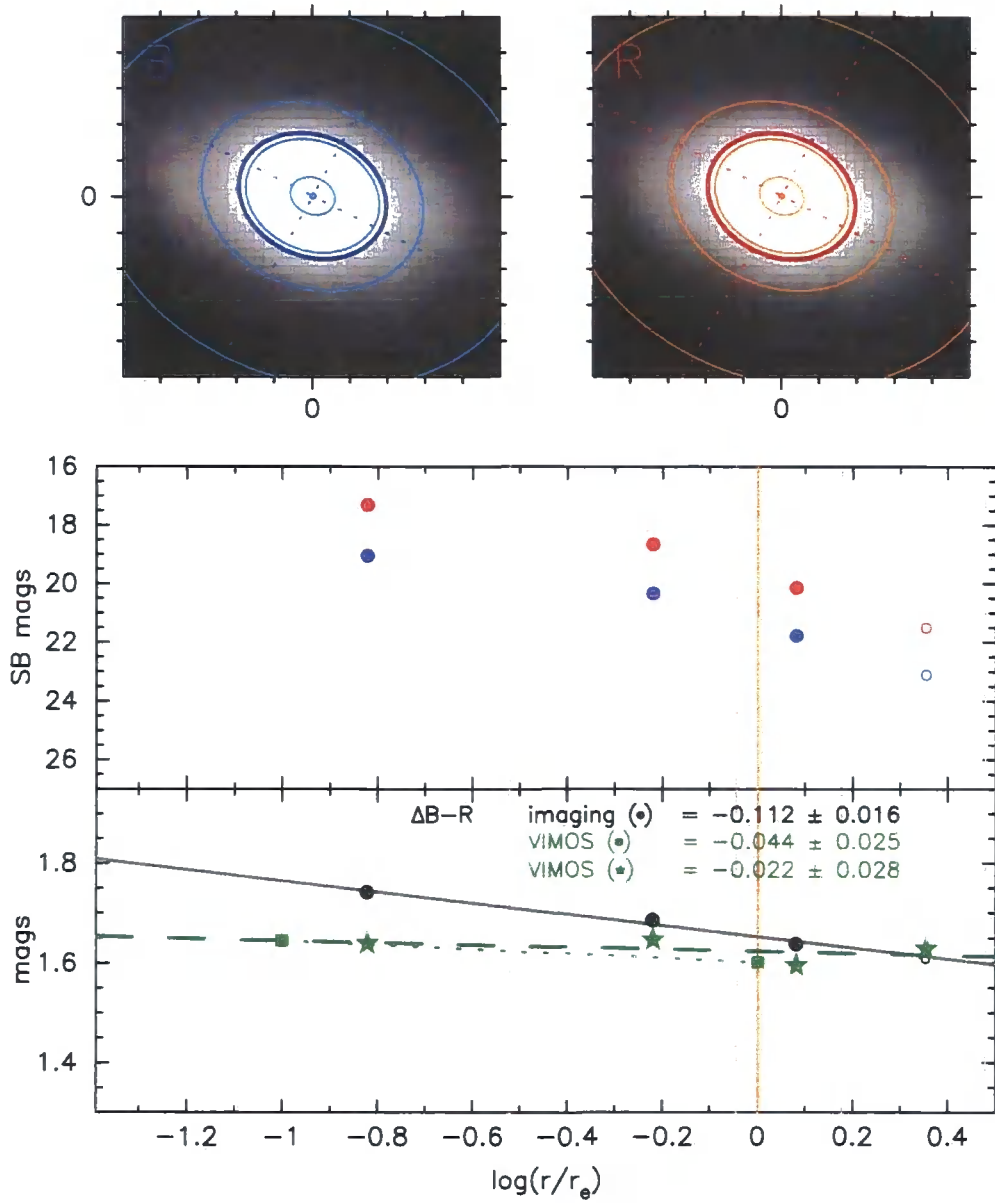 B
R
0
0
0
0
16
18
20
22
24
26
SB mags
ΔB−R
imaging (•) = −0.112 ± 0.016
VIMOS (▪) = −0.044 ± 0.025
VIMOS (★) = −0.022 ± 0.028
1.8
1.6
1.4
mags
−1.2 −1 −0.8 −0.6 −0.4 −0.2 0 0.2 0.4
log(r/r_e)